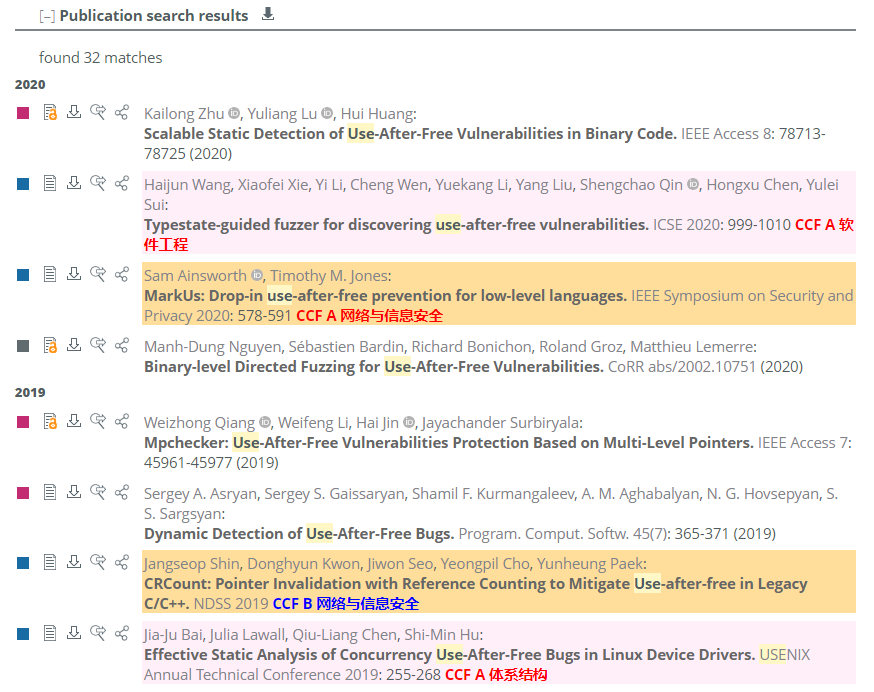 [–] Publication search results
found 32 matches
2020
Kailong Zhu, Yuliang Lu, Hui Huang:
Scalable Static Detection of Use-After-Free Vulnerabilities in Binary Code. IEEE Access 8: 78713-
78725 (2020)
Haijun Wang, Xiaofei Xie, Yi Li, Cheng Wen, Yuekang Li, Yang Liu, Shengchao Qin, Hongxu Chen, Yulei
Sui:
Typestate-guided fuzzer for discovering use-after-free vulnerabilities. ICSE 2020: 999-1010 CCF A 软
件工程
Sam Ainsworth, Timothy M. Jones:
MarkUs: Drop-in use-after-free prevention for low-level languages. IEEE Symposium on Security and
Privacy 2020: 578-591 CCF A 网络与信息安全
Manh-Dung Nguyen, Sébastien Bardin, Richard Bonichon, Roland Groz, Matthieu Lemerre:
Binary-level Directed Fuzzing for Use-After-Free Vulnerabilities. CoRR abs/2002.10751 (2020)
2019
Weizhong Qiang, Weifeng Li, Hai Jin, Jayachander Surbiryala:
Mpchecker: Use-After-Free Vulnerabilities Protection Based on Multi-Level Pointers. IEEE Access 7:
45961-45977 (2019)
Sergey A. Asryan, Sergey S. Gaissaryan, Shamil F. Kurmangaleev, A. M. Aghabalyan, N. G. Hovsepyan, S.
S. Sargsyan:
Dynamic Detection of Use-After-Free Bugs. Program. Comput. Softw. 45(7): 365-371 (2019)
Jangseop Shin, Donghyun Kwon, Jiwon Seo, Yeongpil Cho, Yunheung Paek:
CRCount: Pointer Invalidation with Reference Counting to Mitigate Use-after-free in Legacy
C/C++. NDSS 2019 CCF B 网络与信息安全
Jia-Ju Bai, Julia Lawall, Qiu-Liang Chen, Shi-Min Hu:
Effective Static Analysis of Concurrency Use-After-Free Bugs in Linux Device Drivers. USENIX
Annual Technical Conference 2019: 255-268 CCF A 体系结构